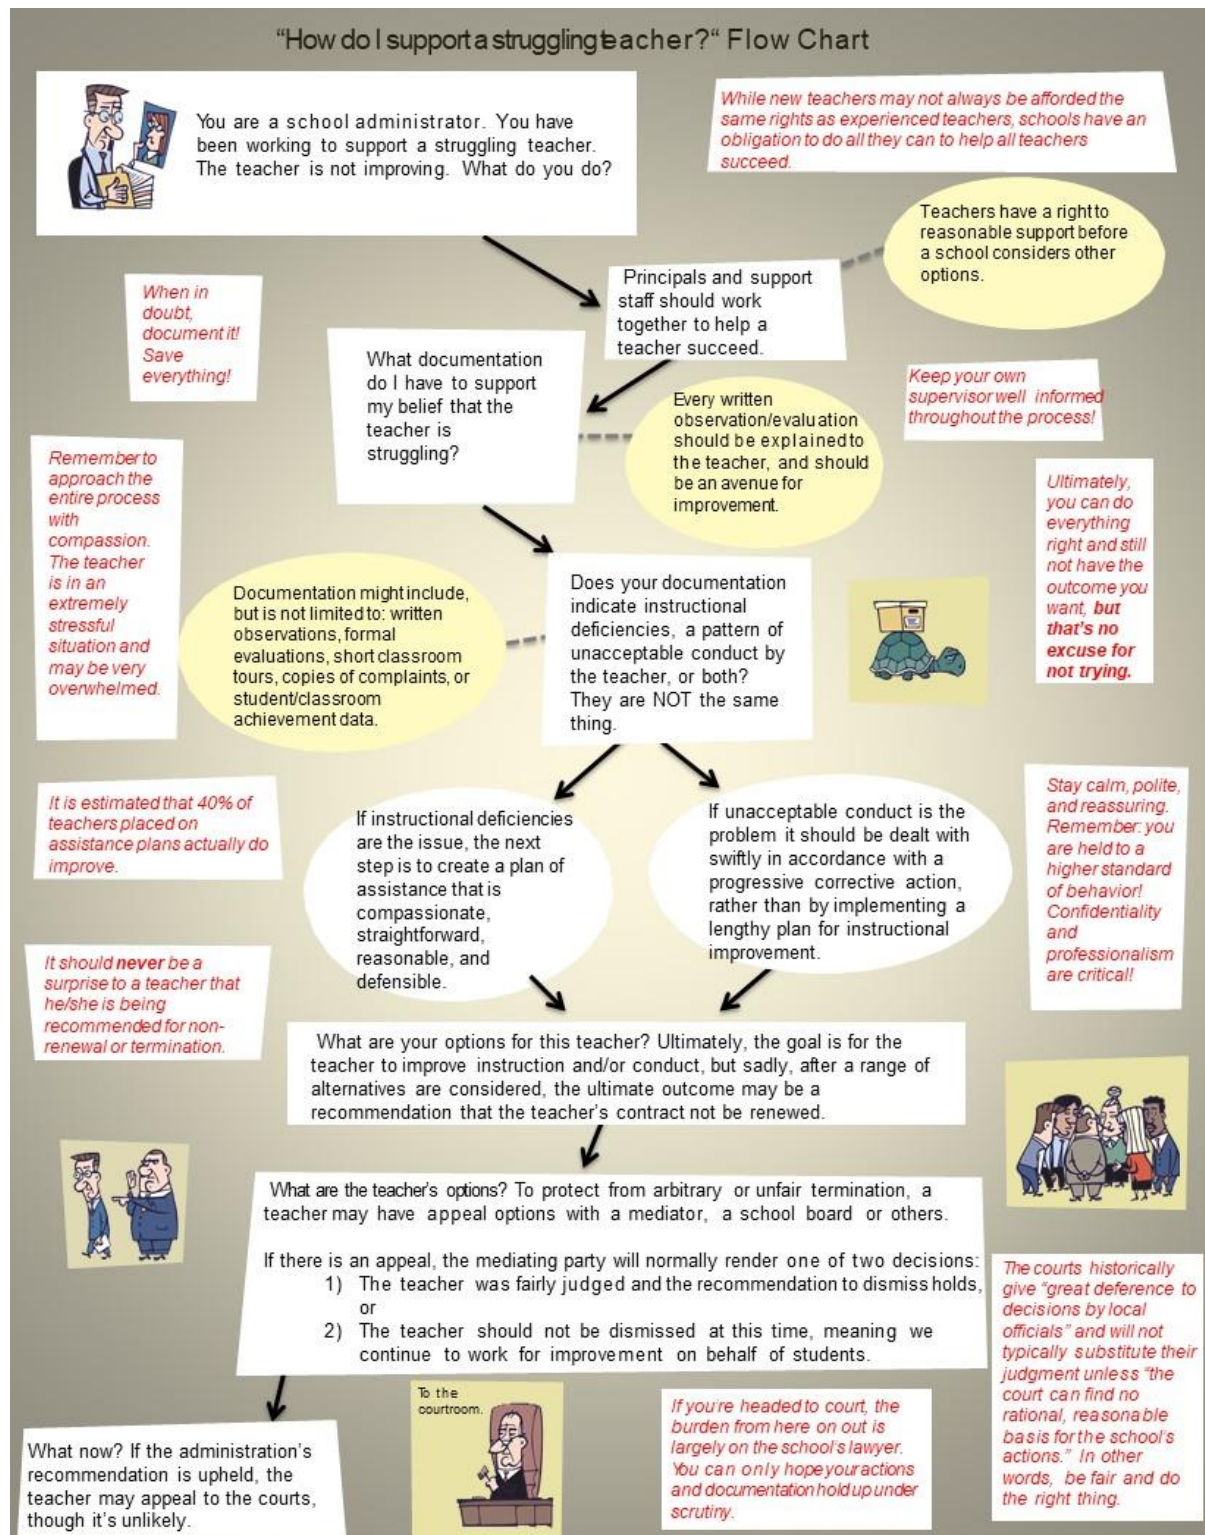 "How do I support a struggling teacher?" Flow Chart
You are a school administrator. You have
been working to support a struggling teacher.
The teacher is not improving. What do you do?
While new teachers may not always be afforded the
same rights as experienced teachers, schools have an
obligation to do all they can to help all teachers
succeed.
Teachers have a right to
reasonable support before
a school considers other
options.
Principals and support
staff should work
together to help a
teacher succeed.
When in
doubt,
document it!
Save
everything!
What documentation
do I have to support
my belief that the
teacher is
struggling?
Keep your own
supervisor well informed
throughout the process!
Every written
observation/evaluation
should be explained to
the teacher, and should
be an avenue for
improvement.
Remember to
approach the
entire process
with
compassion.
The teacher
is in an
extremely
stressful
situation and
may be very
overwhelmed.
Ultimately,
you can do
everything
right and still
not have the
outcome you
want, but
that's no
excuse for
not trying.
Documentation might include,
but is not limited to: written
observations, formal
evaluations, short classroom
tours, copies of complaints, or
student/classroom
achievement data.
Does your documentation
indicate instructional
deficiencies, a pattern of
unacceptable conduct by
the teacher, or both?
They are NOT the same
thing.
It is estimated that 40% of
teachers placed on
assistance plans actually do
improve.
If instructional deficiencies
are the issue, the next
step is to create a plan of
assistance that is
compassionate,
straightforward,
reasonable, and
defensible.
If unacceptable conduct is the
problem it should be dealt with
swiftly in accordance with a
progressive corrective action,
rather than by implementing a
lengthy plan for instructional
improvement.
Stay calm, polite,
and reassuring.
Remember: you
are held to a
higher standard
of behavior!
Confidentiality
and
professionalism
are critical!
It should never be a
surprise to a teacher that
he/she is being
recommended for non-
renewal or termination.
What are your options for this teacher? Ultimately, the goal is for the
teacher to improve instruction and/or conduct, but sadly, after a range of
alternatives are considered, the ultimate outcome may be a
recommendation that the teacher's contract not be renewed.
What are the teacher's options? To protect from arbitrary or unfair termination, a
teacher may have appeal options with a mediator, a school board or others.
If there is an appeal, the mediating party will normally render one of two decisions:
1) The teacher was fairly judged and the recommendation to dismiss holds,
or
2) The teacher should not be dismissed at this time, meaning we
continue to work for improvement on behalf of students.
The courts historically
give "great deference to
decisions by local
officials" and will not
typically substitute their
judgment unless "the
court can find no
rational, reasonable
basis for the school's
actions." In other
words, be fair and do
the right thing.
To the
courtroom.
If you're headed to court, the
burden from here on out is
largely on the school's lawyer.
You can only hope your actions
and documentation hold up under
scrutiny.
What now? If the administration's
recommendation is upheld, the
teacher may appeal to the courts,
though it's unlikely.